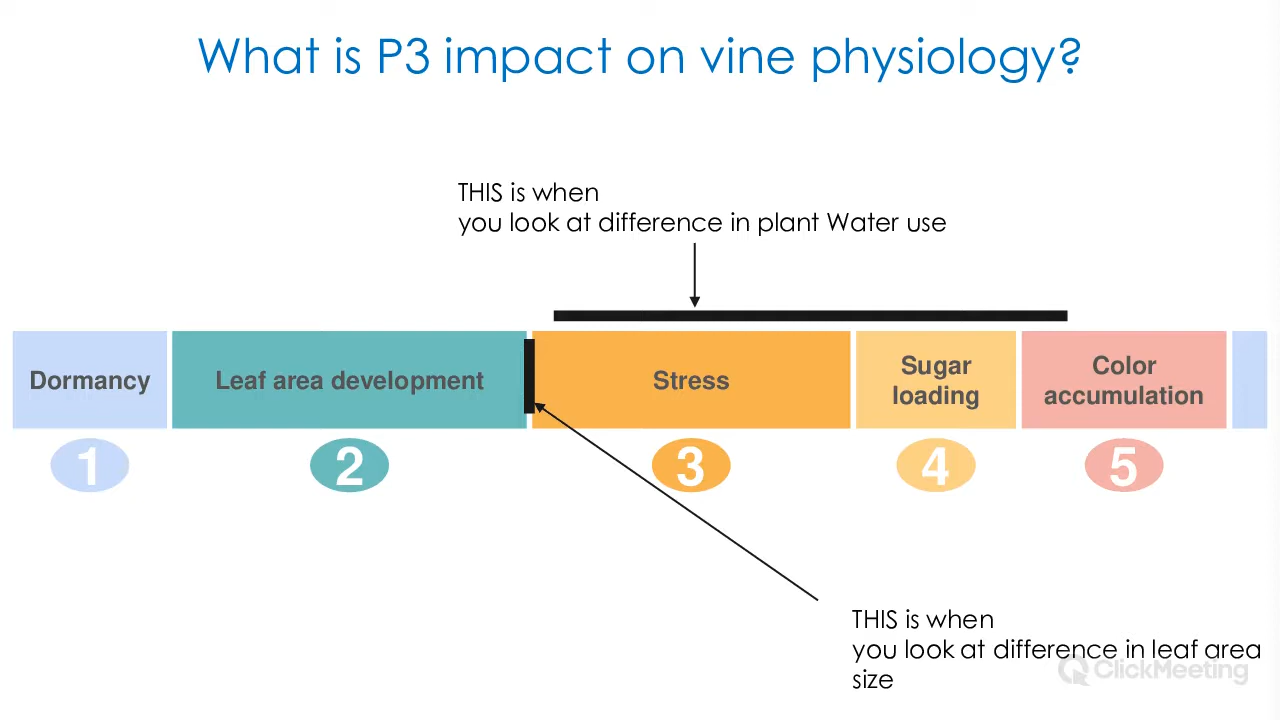 What is P3 impact on vine physiology?
THIS is when
you look at difference in plant Water use
Dormancy
Leaf area development
Stress
Sugar
loading
Color
accumulation
1
2
3
4
5
THIS is when
you look at difference in leaf area
size
ClickMeeting